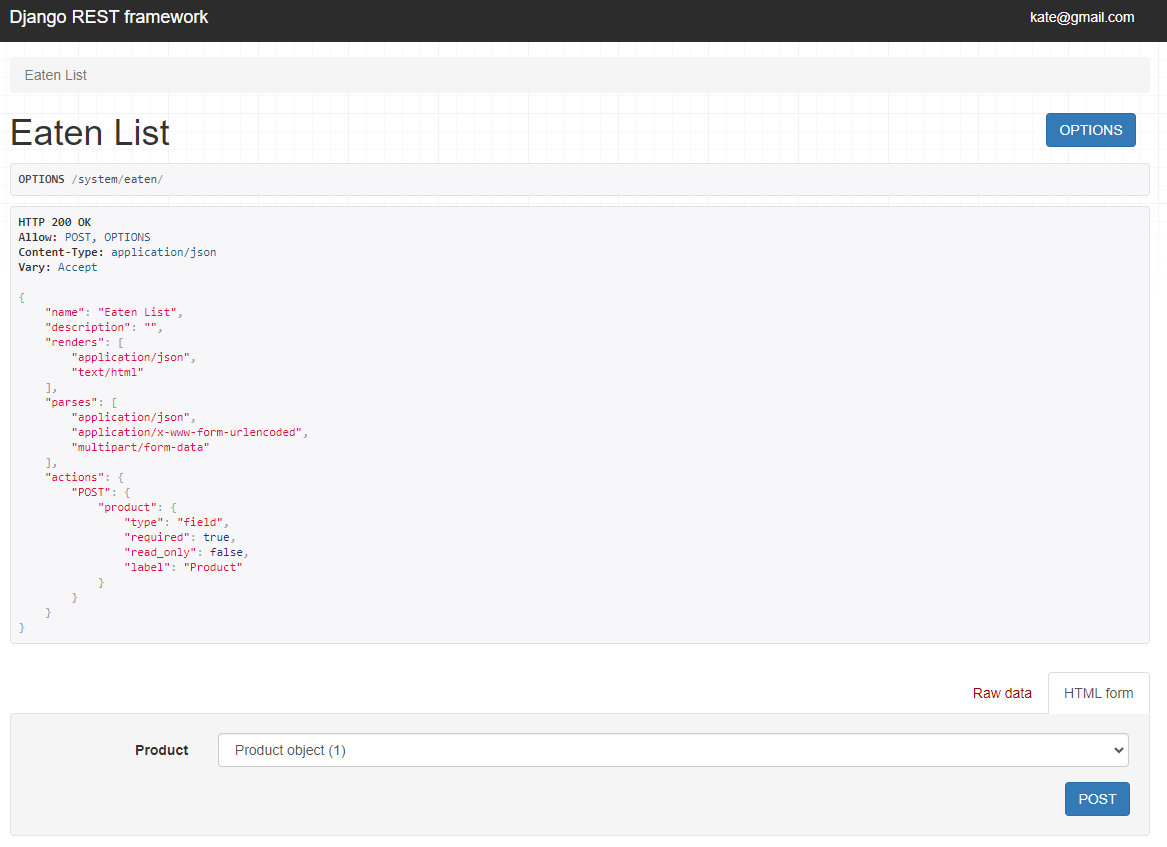 Django REST framework
kate@gmail.com
Eaten List
Eaten List
OPTIONS
OPTIONS /system/eaten/
HTTP 200 OK
Allow: POST, OPTIONS
Content-Type: application/json
Vary: Accept
{
    "name": "Eaten List",
    "description": "",
    "renders": [
        "application/json",
        "text/html"
    ],
    "parses": [
        "application/json",
        "application/x-www-form-urlencoded",
        "multipart/form-data"
    ],
    "actions": {
        "POST": {
            "product": {
                "type": "field",
                "required": true,
                "read_only": false,
                "label": "Product"
            }
        }
    }
}
Raw data
HTML form
Product
Product object (1)
POST